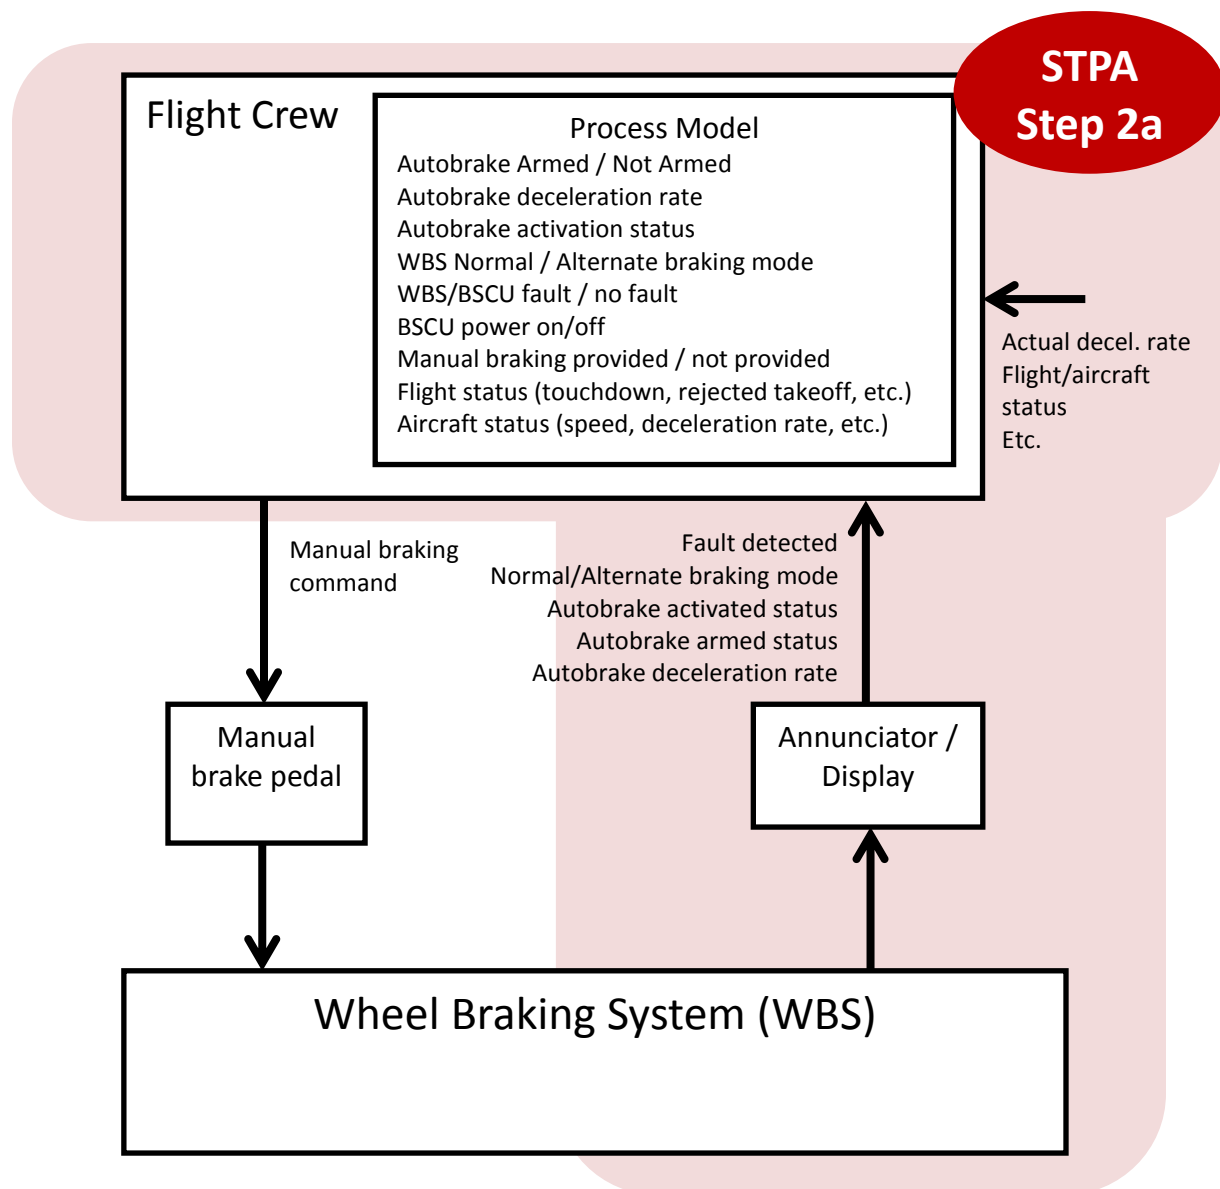 STPA
Step 2a
Flight Crew
Process Model
Autobrake Armed / Not Armed
Autobrake deceleration rate
Autobrake activation status
WBS Normal / Alternate braking mode
WBS/BSCU fault / no fault
BSCU power on/off
Manual braking provided / not provided
Flight status (touchdown, rejected takeoff, etc.)
Aircraft status (speed, deceleration rate, etc.)
Actual decel. rate
Flight/aircraft
status
Etc.
Manual braking
command
Fault detected
Normal/Alternate braking mode
Autobrake activated status
Autobrake armed status
Autobrake deceleration rate
Manual
brake pedal
Annunciator /
Display
Wheel Braking System (WBS)